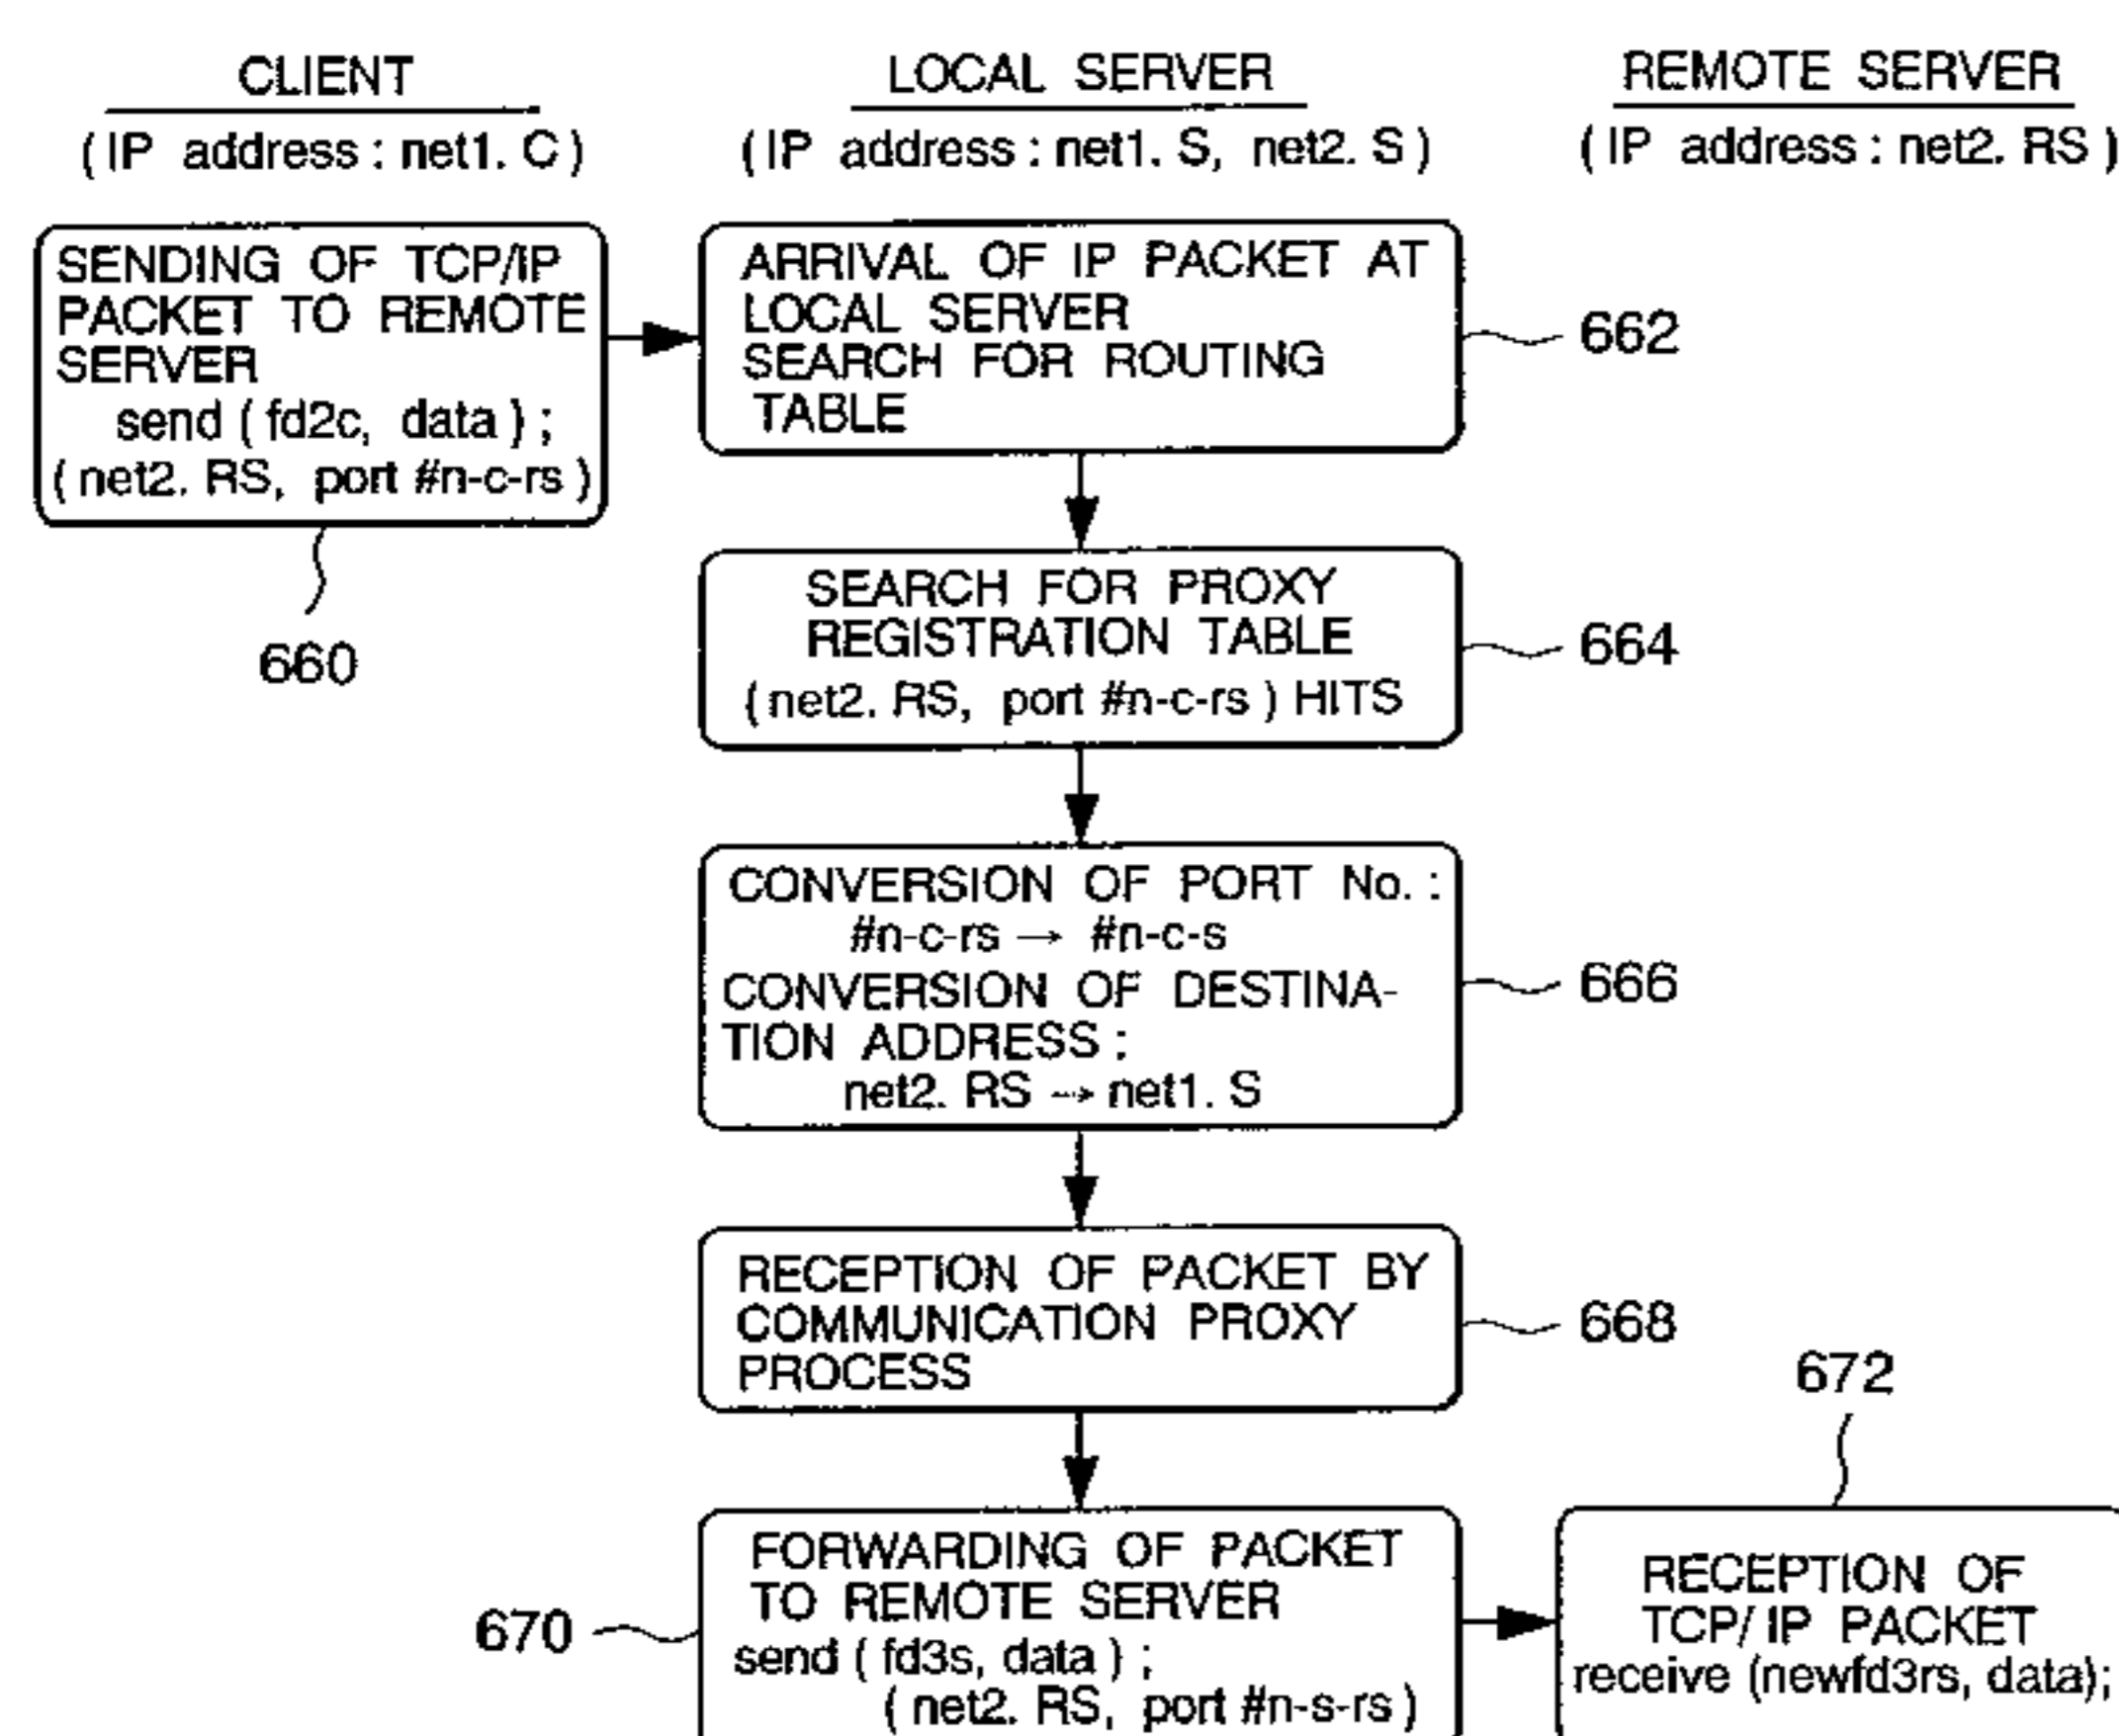 CLIENT
(IP address : net1. C)
LOCAL SERVER
(IP address : net1. S, net2. S)
REMOTE SERVER
(IP address : net2. RS)
SENDING OF TCP/IP
PACKET TO REMOTE
SERVER
send ( fd2c, data ) ;
( net2. RS, port #n-c-rs )
660
ARRIVAL OF IP PACKET AT
LOCAL SERVER
SEARCH FOR ROUTING
TABLE
662
SEARCH FOR PROXY
REGISTRATION TABLE
( net2. RS, port #n-c-rs ) HITS
664
CONVERSION OF PORT No. :
#n-c-rs → #n-c-s
CONVERSION OF DESTINA-
TION ADDRESS :
net2. RS → net1. S
666
RECEPTION OF PACKET BY
COMMUNICATION PROXY
PROCESS
668
FORWARDING OF PACKET
TO REMOTE SERVER
send ( fd3s, data ) ;
( net2. RS, port #n-s-rs )
670
672
RECEPTION OF
TCP/ IP PACKET
receive (newfd3rs, data);